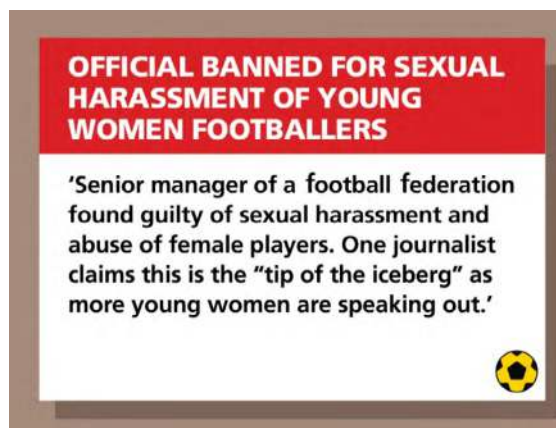 OFFICIAL BANNED FOR SEXUAL
HARASSMENT OF YOUNG
WOMEN FOOTBALLERS
‘Senior manager of a football federation
found guilty of sexual harassment and
abuse of female players. One journalist
claims this is the “tip of the iceberg” as
more young women are speaking out.’